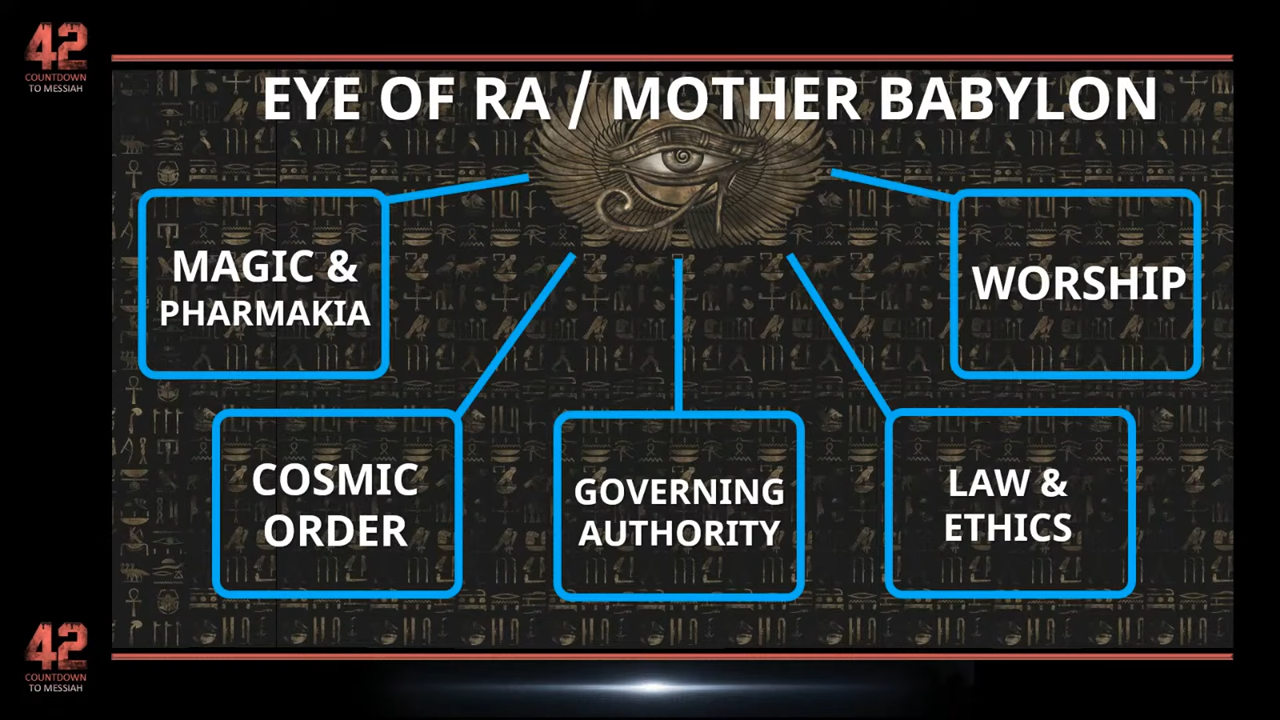 42
COUNTDOWN
TO MESSIAH
EYE OF RA / MOTHER BABYLON
MAGIC &
PHARMAKIA
WORSHIP
COSMIC
ORDER
GOVERNING
AUTHORITY
LAW &
ETHICS
42
COUNTDOWN
TO MESSIAH